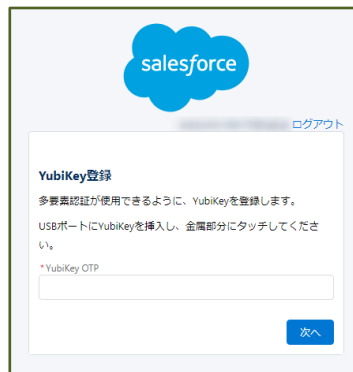 salesforce
ログアウト
YubiKey登録
多要素認証が使用できるように、YubiKeyを登録します。
USBポートにYubiKeyを挿入し、金属部分にタッチしてくださ
い。
*YubiKey OTP
次へ